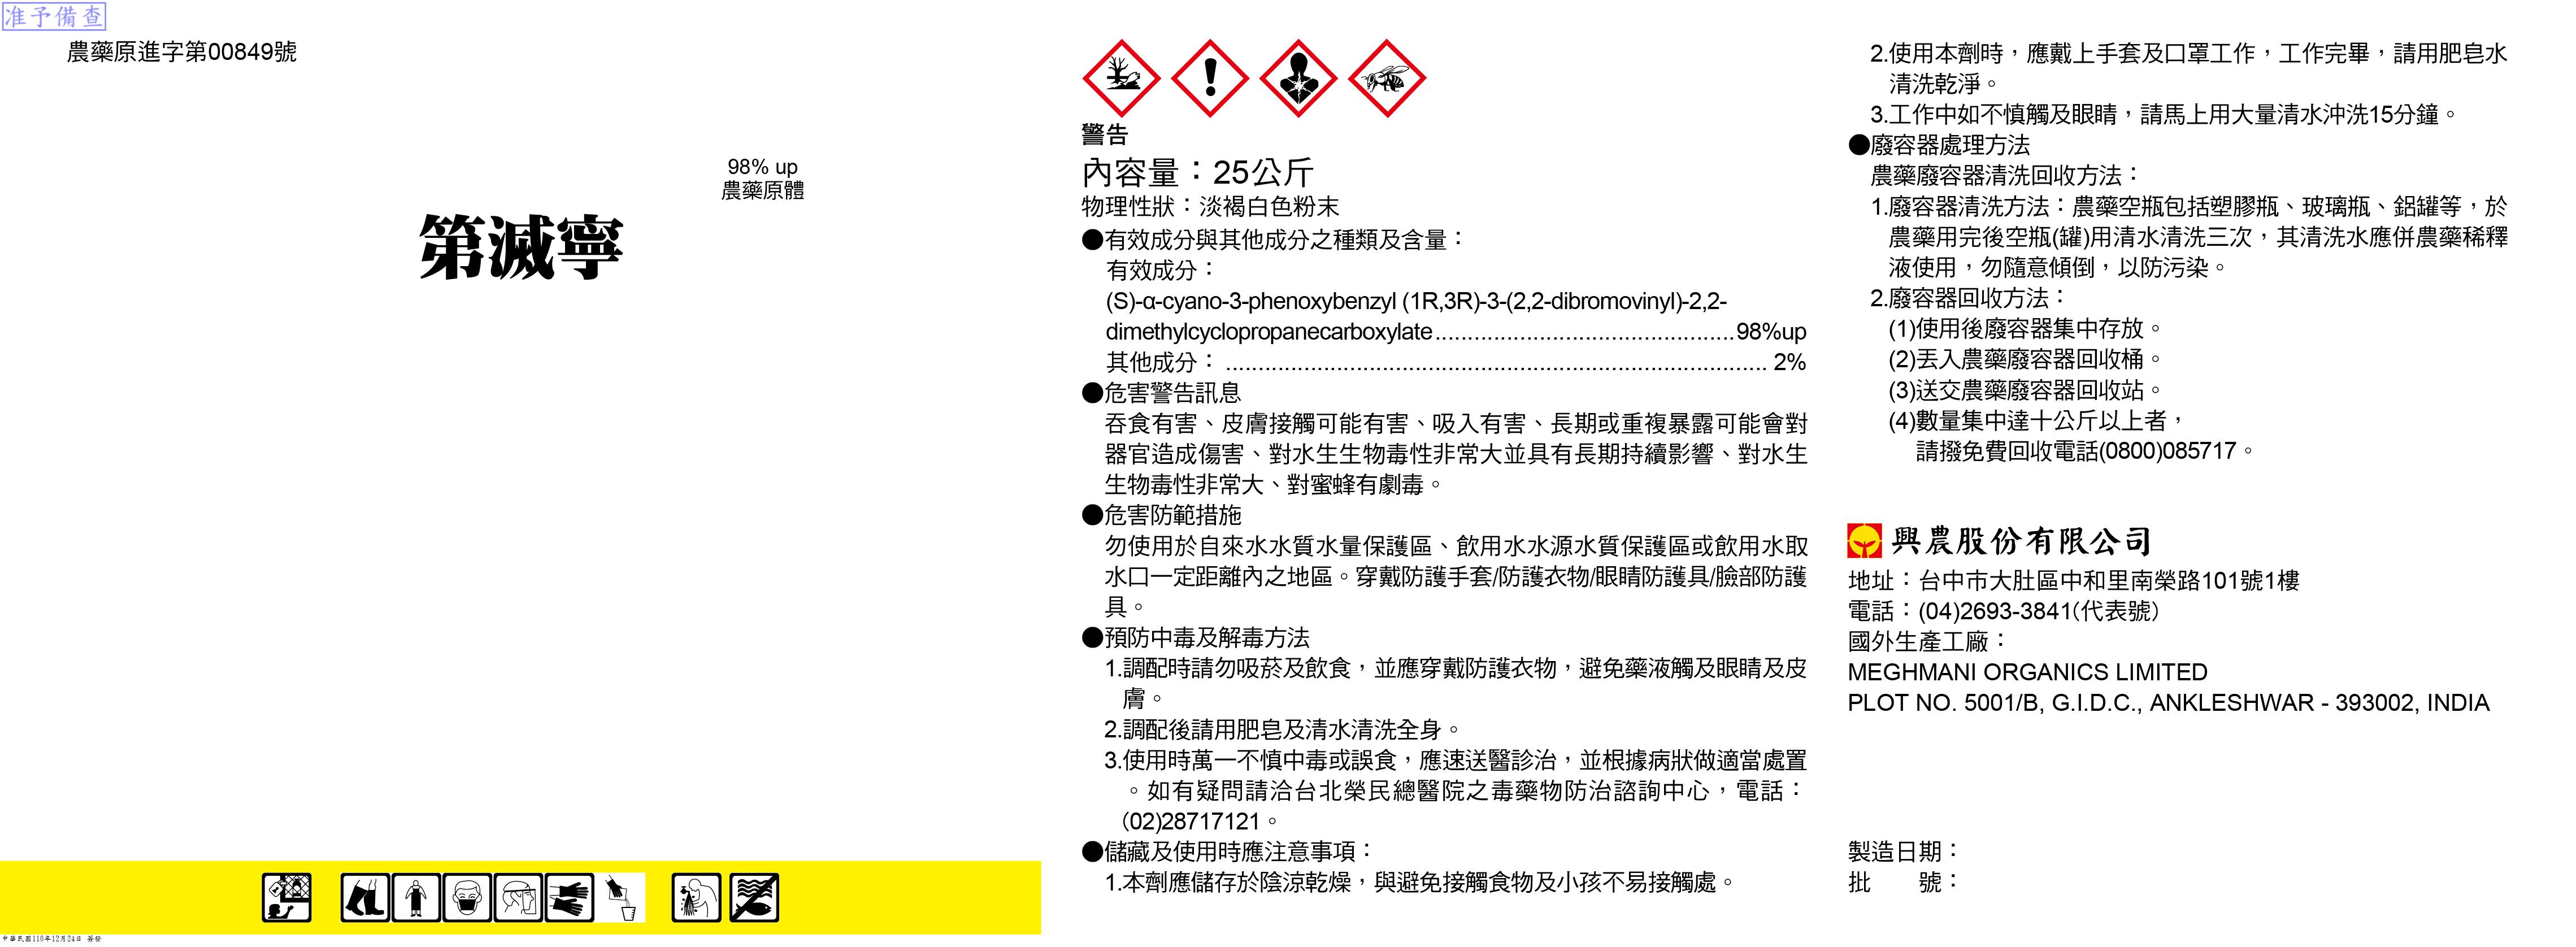 准予備查
農藥原進字第00849號
98% up
農藥原體
第滅寧
中華民國110年12月24日 簽發
警告
內容量：25公斤
物理性狀：淡褐白色粉末
●有效成分與其他成分之種類及含量：
有效成分：
(S)-α-cyano-3-phenoxybenzyl (1R,3R)-3-(2,2-dibromovinyl)-2,2-
dimethylcyclopropanecarboxylate..............................................98%up
其他成分：.................................................................................. 2%
●危害警告訊息
吞食有害、皮膚接觸可能有害、吸入有害、長期或重複暴露可能會對
器官造成傷害、對水生生物毒性非常大並具有長期持續影響、對水生
生物毒性非常大、對蜜蜂有劇毒。
●危害防範措施
勿使用於自來水水質水量保護區、飲用水水源水質保護區或飲用水取
水口一定距離內之地區。穿戴防護手套/防護衣物/眼睛防護具/臉部防護
具。
●預防中毒及解毒方法
1.調配時請勿吸菸及飲食，並應穿戴防護衣物，避免藥液觸及眼睛及皮
膚。
2.調配後請用肥皂及清水清洗全身。
3.使用時萬一不慎中毒或誤食，應速送醫診治，並根據病狀做適當處置
。如有疑問請洽台北榮民總醫院之毒藥物防治諮詢中心，電話：
(02)28717121。
●儲藏及使用時應注意事項：
1.本劑應儲存於陰涼乾燥，與避免接觸食物及小孩不易接觸處。
2.使用本劑時，應戴上手套及口罩工作，工作完畢，請用肥皂水
清洗乾淨。
3.工作中如不慎觸及眼睛，請馬上用大量清水沖洗15分鐘。
●廢容器處理方法
農藥廢容器清洗回收方法：
1.廢容器清洗方法：農藥空瓶包括塑膠瓶、玻璃瓶、鋁罐等，於
農藥用完後空瓶(罐)用清水清洗三次，其清洗水應併農藥稀釋
液使用，勿隨意傾倒，以防污染。
2.廢容器回收方法：
(1)使用後廢容器集中存放。
(2)丟入農藥廢容器回收桶。
(3)送交農藥廢容器回收站。
(4)數量集中達十公斤以上者，
請撥免費回收電話(0800)085717。
興農股份有限公司
地址：台中市大肚區中和里南榮路101號1樓
電話：(04)2693-3841(代表號)
國外生產工廠：
MEGHMANI ORGANICS LIMITED
PLOT NO. 5001/B, G.I.D.C., ANKLESHWAR - 393002, INDIA
製造日期：
批　　號：